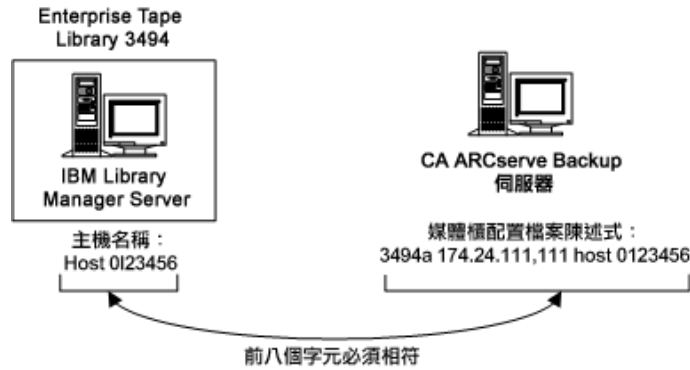 Enterprise Tape
Library 3494
IBM Library
Manager Server
主機名稱：
Host 0I23456
CA ARCserve Backup
伺服器
媒體櫃配置檔案陳述式：
3494a 174.24.111,111 host 0123456
前八個字元必須相符